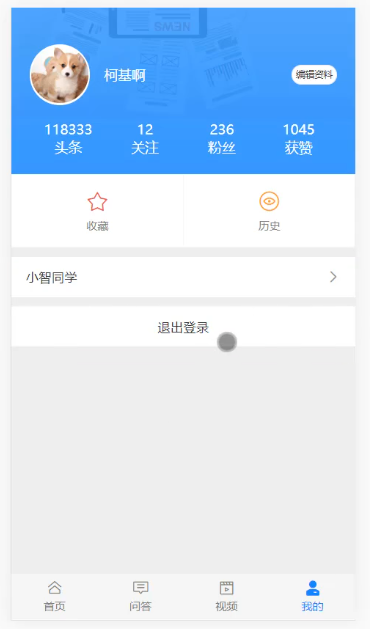 NEWS
柯基啊
编辑资料
118333
12
236
1045
头条
关注
粉丝
获赞
收藏
历史
小智同学
退出登录
首页
问答
视频
我的